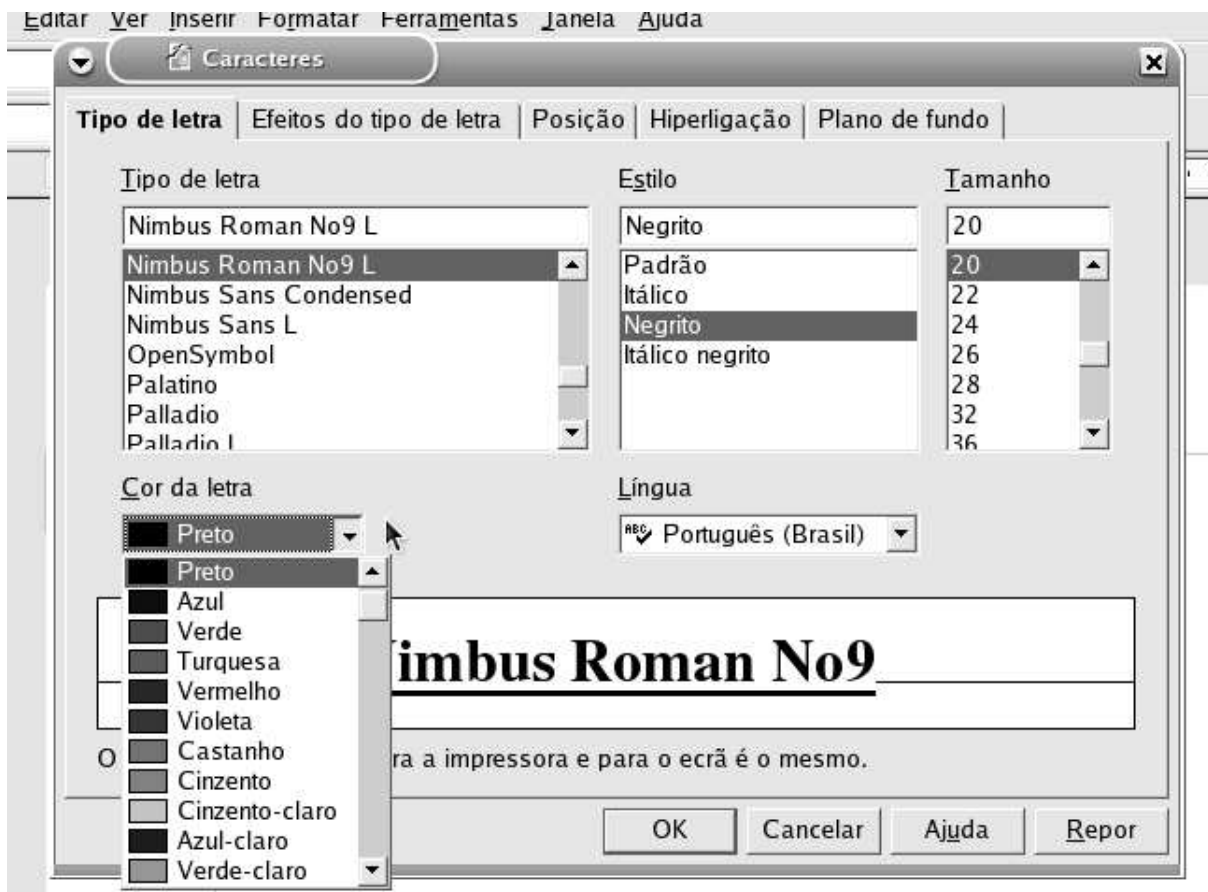 Editar Ver Inserir Formatar Ferramentas Janela Ajuda
Caracteres
Tipo de letra Efeitos do tipo de letra Posição Hiperligação Plano de fundo
Tipo de letra
Nimbus Roman No9 L
Nimbus Roman No9 L
Nimbus Sans Condensed
Nimbus Sans L
OpenSymbol
Palatino
Palladio
Palladio L
Estilo
Negrito
Padrão
Itálico
Negrito
Itálico negrito
Tamanho
20
20
22
24
26
28
32
36
Cor da letra
Preto
Preto
Azul
Verde
Turquesa
Vermelho
Violeta
Castanho
Cinzento
Cinzento-claro
Azul-claro
Verde-claro
Língua
ABC Português (Brasil)
imbus Roman No9
O
a impressora e para o ecrã é o mesmo.
OK Cancelar Ajuda Repor